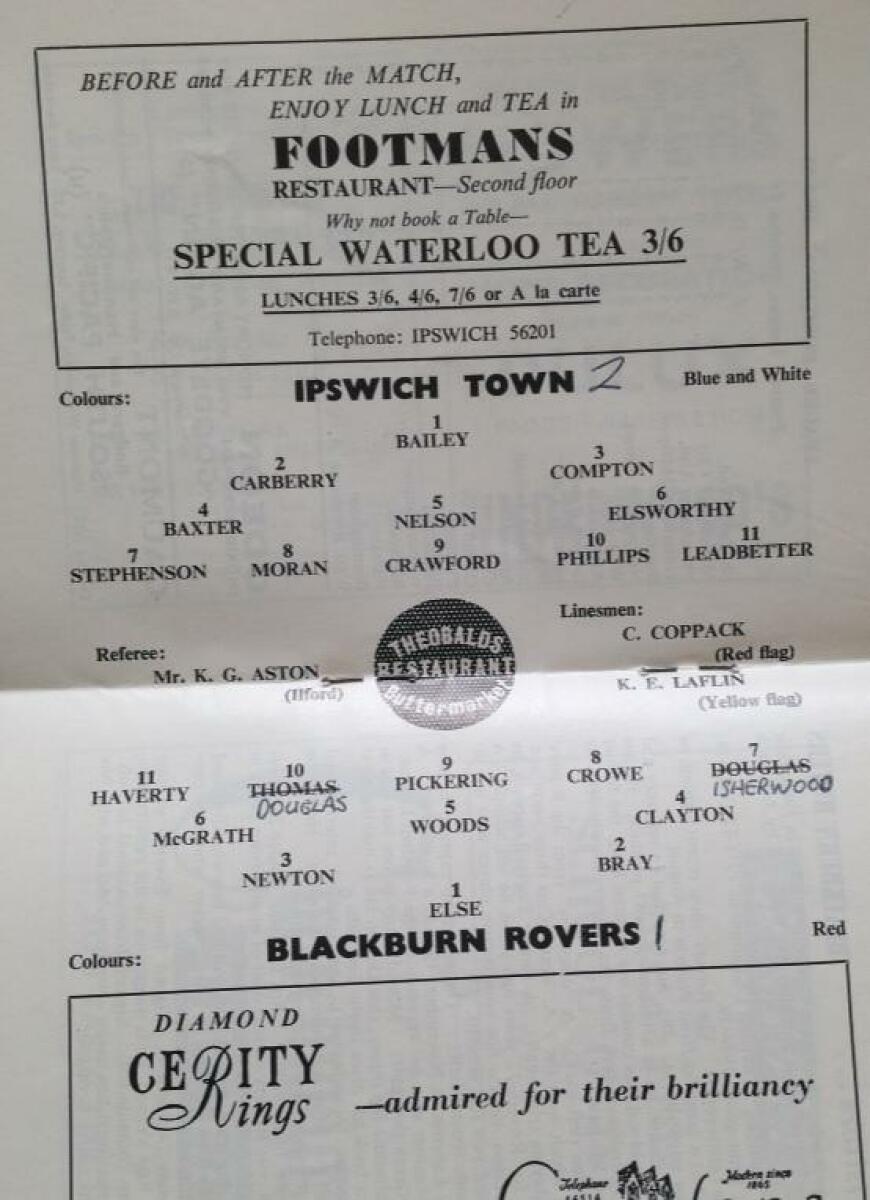 BEFORE and AFTER the MATCH,
ENJOY LUNCH and TEA in
FOOTMANS
RESTAURANT—Second floor
Why not book a Table—
SPECIAL WATERLOO TEA 3/6
LUNCHES 3/6, 4/6, 7/6 or A la carte
Telephone: IPSWICH 56201
Colours: IPSWICH TOWN 2 Blue and White
1
BAILEY
2 3
CARBERRY COMPTON
4 5 6
BAXTER NELSON ELSWORTHY
7 8 9 10 11
STEPHENSON MORAN CRAWFORD PHILLIPS LEADBETTER
Referee:
Mr. K. G. ASTON
(Ilford)
THEOBALDS
RESTAURANT
Buttermarket
Linesmen:
C. COPPACK
(Red flag)
K. E. LAFLIN
(Yellow flag)
11 10 9 8 7
HAVERTY THOMAS PICKERING CROWE DOUGLAS
DOUGLAS ISHERWOOD
6 5 4
McGRATH WOODS CLAYTON
3 2
NEWTON BRAY
1
ELSE
Colours: BLACKBURN ROVERS 1 Red
DIAMOND
CERITY
Rings
—admired for their brilliancy
Telephone
Modern since
1865